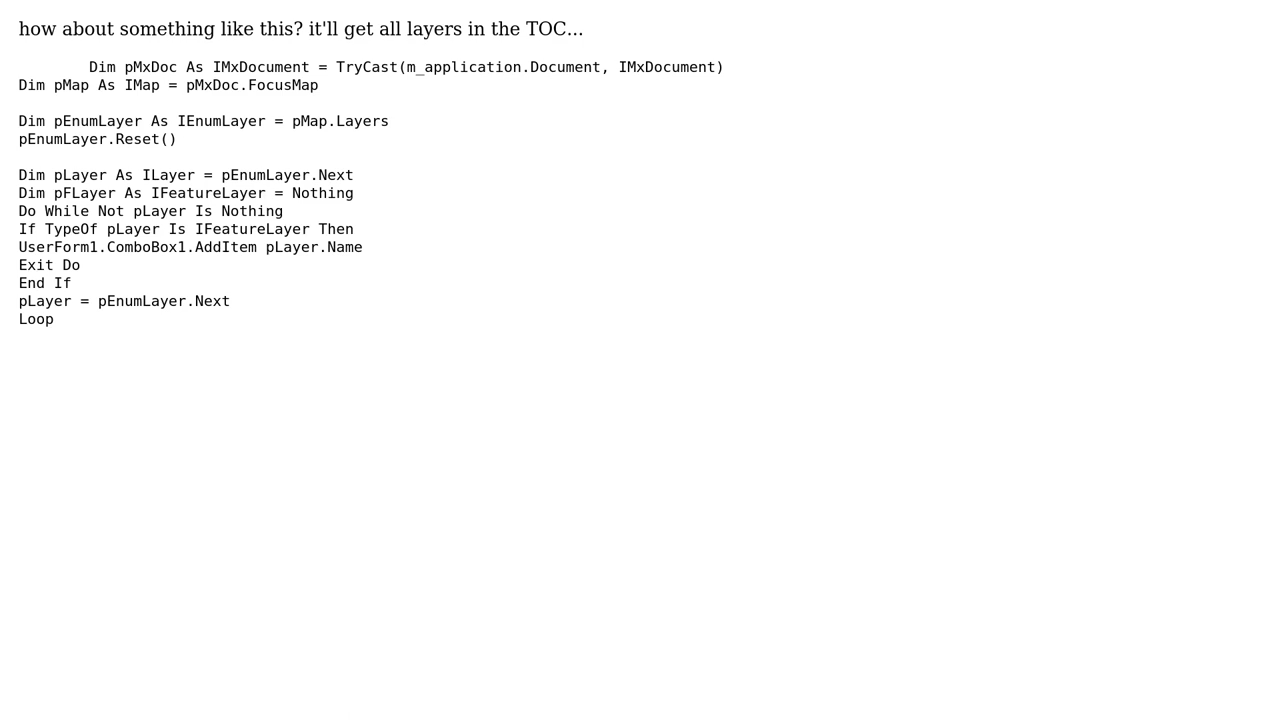 how about something like this? it'll get all layers in the TOC...
        Dim pMxDoc As IMxDocument = TryCast(m_application.Document, IMxDocument)
Dim pMap As IMap = pMxDoc.FocusMap

Dim pEnumLayer As IEnumLayer = pMap.Layers
pEnumLayer.Reset()

Dim pLayer As ILayer = pEnumLayer.Next
Dim pFLayer As IFeatureLayer = Nothing
Do While Not pLayer Is Nothing
If TypeOf pLayer Is IFeatureLayer Then
UserForm1.ComboBox1.AddItem pLayer.Name
Exit Do
End If
pLayer = pEnumLayer.Next
Loop